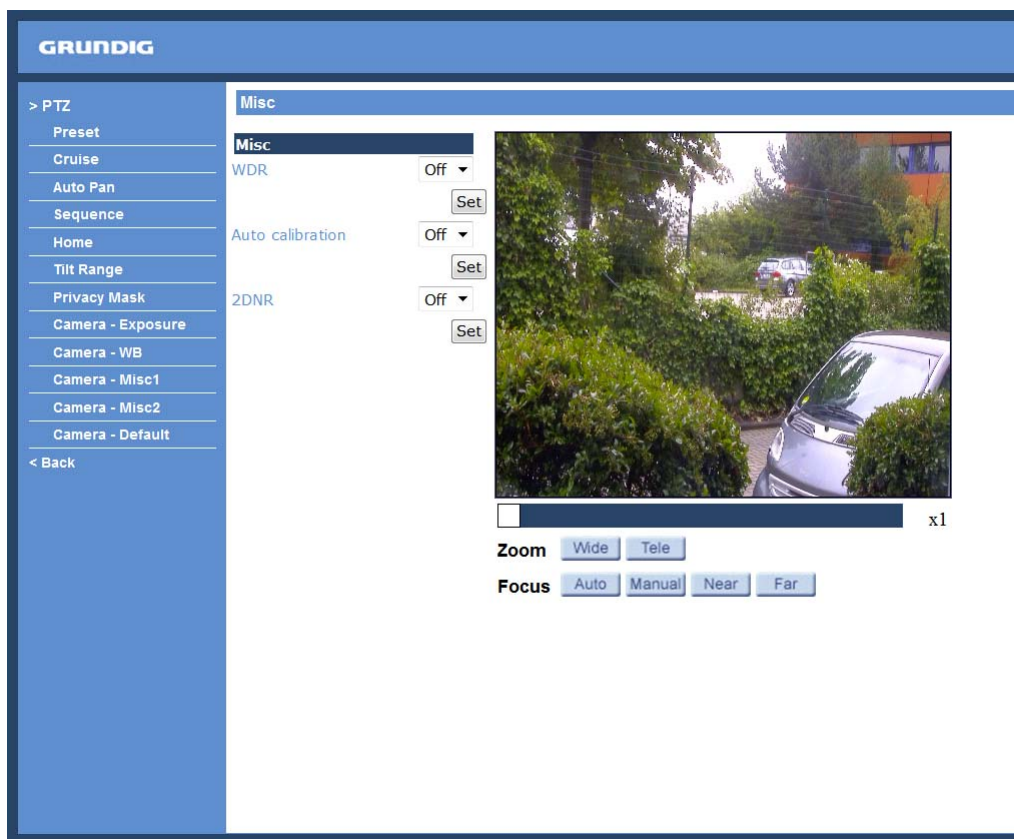 GRUNDIG
> PTZ
Preset
Cruise
Auto Pan
Sequence
Home
Tilt Range
Privacy Mask
Camera - Exposure
Camera - WB
Camera - Misc1
Camera - Misc2
Camera - Default
< Back
Misc
Misc
WDR Off
Set
Auto calibration Off
Set
2DNR Off
Set
x1
Zoom Wide Tele
Focus Auto Manual Near Far